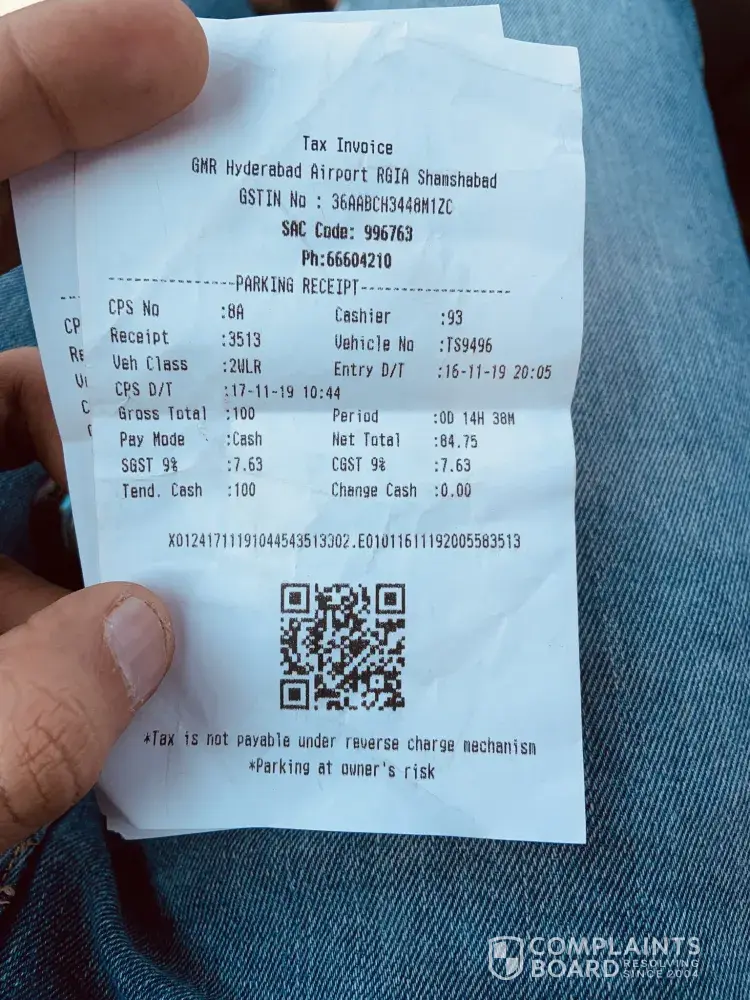 Tax Invoice
GMR Hyderabad Airport RGIA Shamshabad
GSTIN No : 36AABCH3448M1ZC
SAC Code: 996763
Ph:66604210
---------------PARKING RECEIPT------------------
CPS No :8A Cashier :93
Receipt :3513 Vehicle No :TS9496
Veh Class :2WLR Entry D/T :16-11-19 20:05
CPS D/T :17-11-19 10:44
Gross Total :100 Period :0D 14H 38M
Pay Mode :Cash Net Total :84.75
SGST 9% :7.63 CGST 9% :7.63
Tend. Cash :100 Change Cash :0.00
X01241711191044543513302.E01011611192005583513
*Tax is not payable under reverse charge mechanism
*Parking at owner's risk
CP
Re
COMPLAINTS
BOARD RESOLVING
SINCE 2004